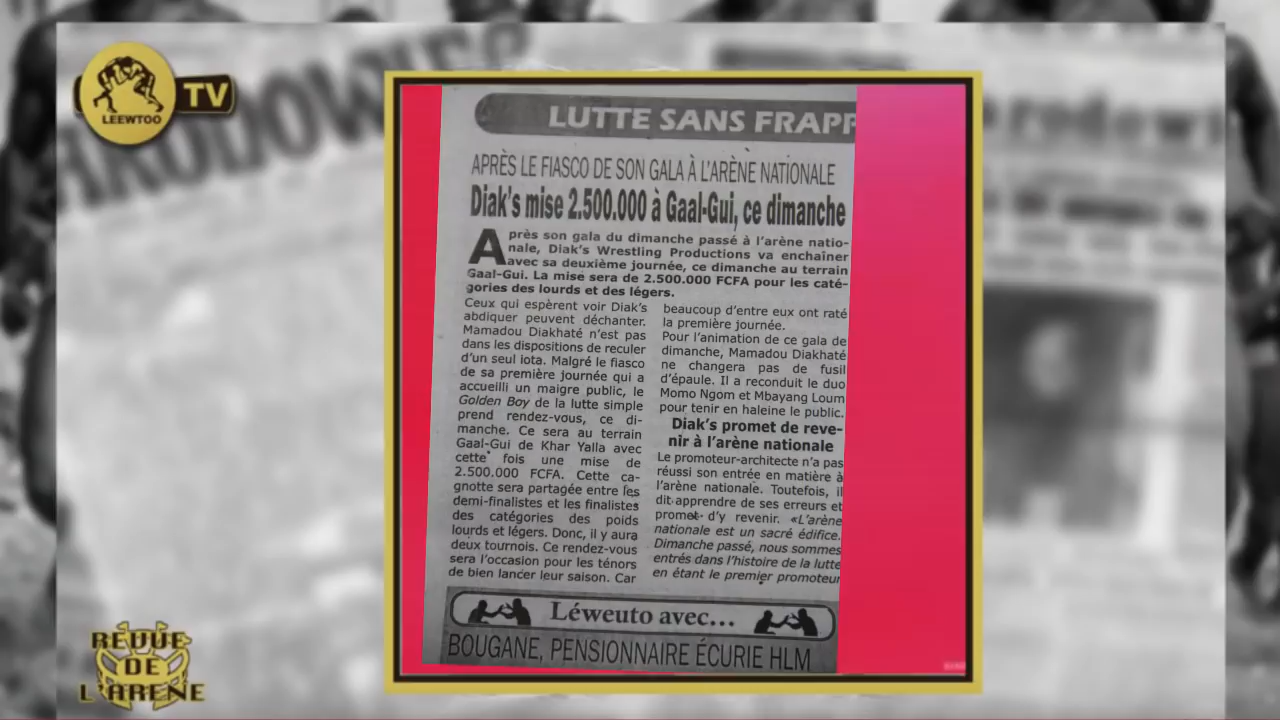 LEEWTOO
TV
LUTTE SANS FRAPP
APRÈS LE FIASCO DE SON GALA À L'ARÈNE NATIONALE
Diak's mise 2.500.000 à Gaal-Gui, ce dimanche
Après son gala du dimanche passé à l'arène natio-
nale, Diak's Wrestling Productions va enchaîner
avec sa deuxième journée, ce dimanche au terrain
Gaal-Gui. La mise sera de 2.500.000 FCFA pour les caté-
gories des lourds et des légers.
Ceux qui espèrent voir Diak's
abdiquer peuvent déchanter.
Mamadou Diakhaté n'est pas
dans les dispositions de reculer
d'un seul iota. Malgré le fiasco
de sa première journée qui a
accueilli un maigre public, le
Golden Boy de la lutte simple
prend rendez-vous, ce di-
manche. Ce sera au terrain
Gaal-Gui de Khar Yalla avec
cette fois une mise de
2.500.000 FCFA. Cette ca-
gnotte sera partagée entre les
demi-finalistes et les finalistes
des catégories des poids
lourds et légers. Donc, il y aura
deux tournois. Ce rendez-vous
sera l'occasion pour les ténors
de bien lancer leur saison. Car
beaucoup d'entre eux ont raté
la première journée.
Pour l'animation de ce gala de
dimanche, Mamadou Diakhaté
ne changera pas de fusil
d'épaule. Il a reconduit le duo
Momo Ngom et Mbayang Loum
pour tenir en haleine le public.
Diak's promet de reve-
nir à l'arène nationale
Le promoteur-architecte n'a pas
réussi son entrée en matière à
l'arène nationale. Toutefois, il
dit apprendre de ses erreurs et
promet d'y revenir. «L'arène
nationale est un sacré édifice.
Dimanche passé, nous sommes
entrés dans l'histoire de la lutte
en étant le premier promoteur
Léweuto avec...
BOUGANE, PENSIONNAIRE ÉCURIE HLM
REVUE
DE
L'ARENE